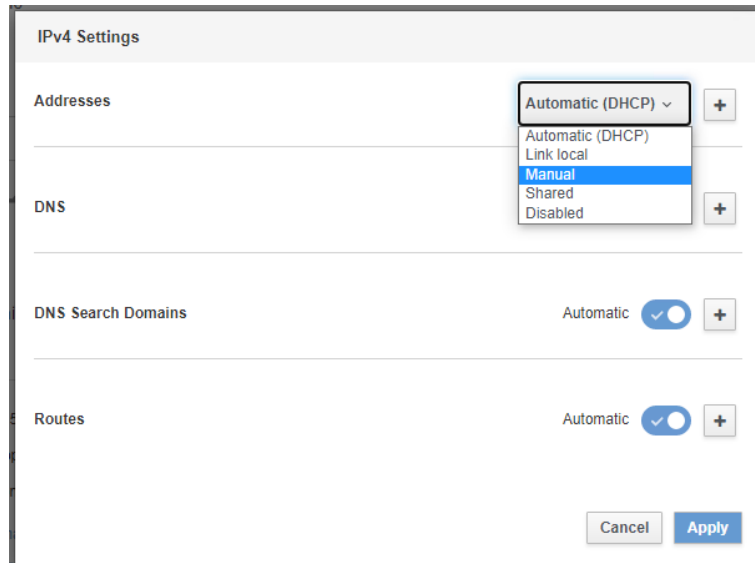 IPv4 Settings
Addresses
Automatic (DHCP)
+
Automatic (DHCP)
Link local
Manual
Shared
Disabled
DNS
+
DNS Search Domains
Automatic
+
Routes
Automatic
+
Cancel
Apply